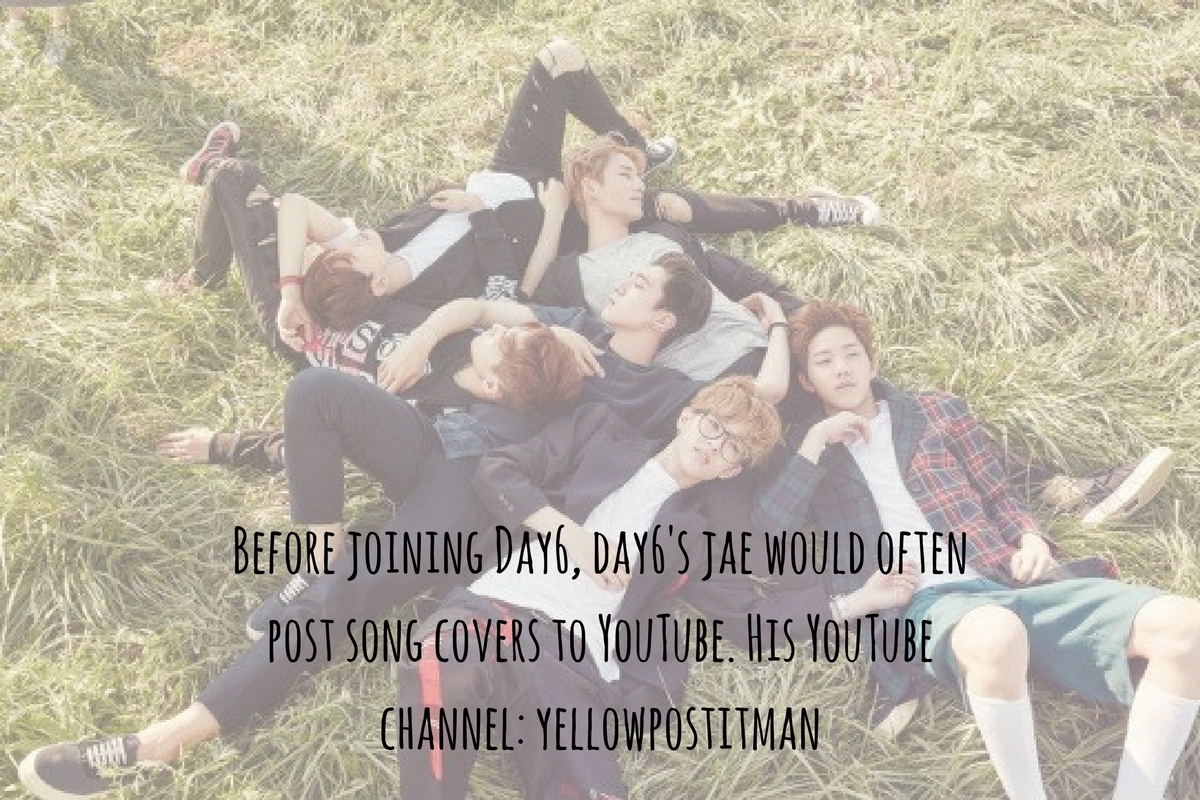 Before joining Day6, day6's jae would often
post song covers to YouTube. His YouTube
channel: yellowpostitman